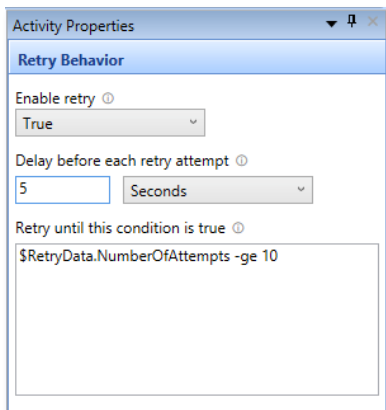 Activity Properties
Retry Behavior
Enable retry
True
Delay before each retry attempt
5 Seconds
Retry until this condition is true
$RetryData.NumberOfAttempts -ge 10